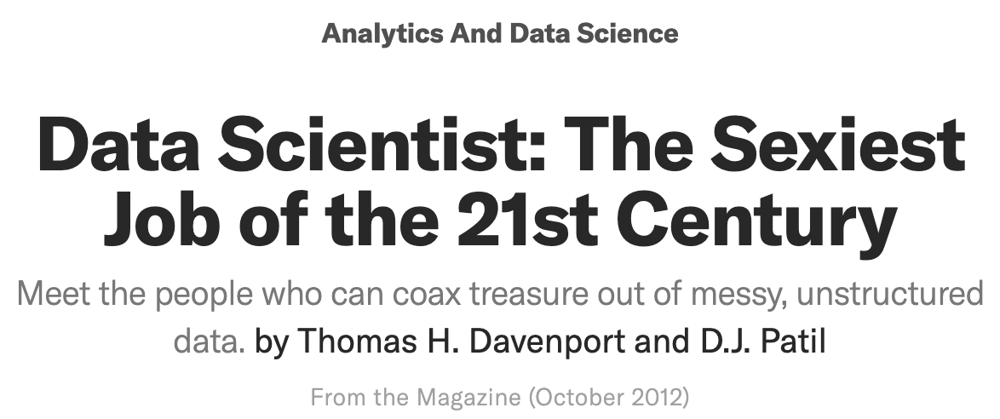 Analytics And Data Science
Data Scientist: The Sexiest
Job of the 21st Century
Meet the people who can coax treasure out of messy, unstructured
data. by Thomas H. Davenport and D.J. Patil
From the Magazine (October 2012)